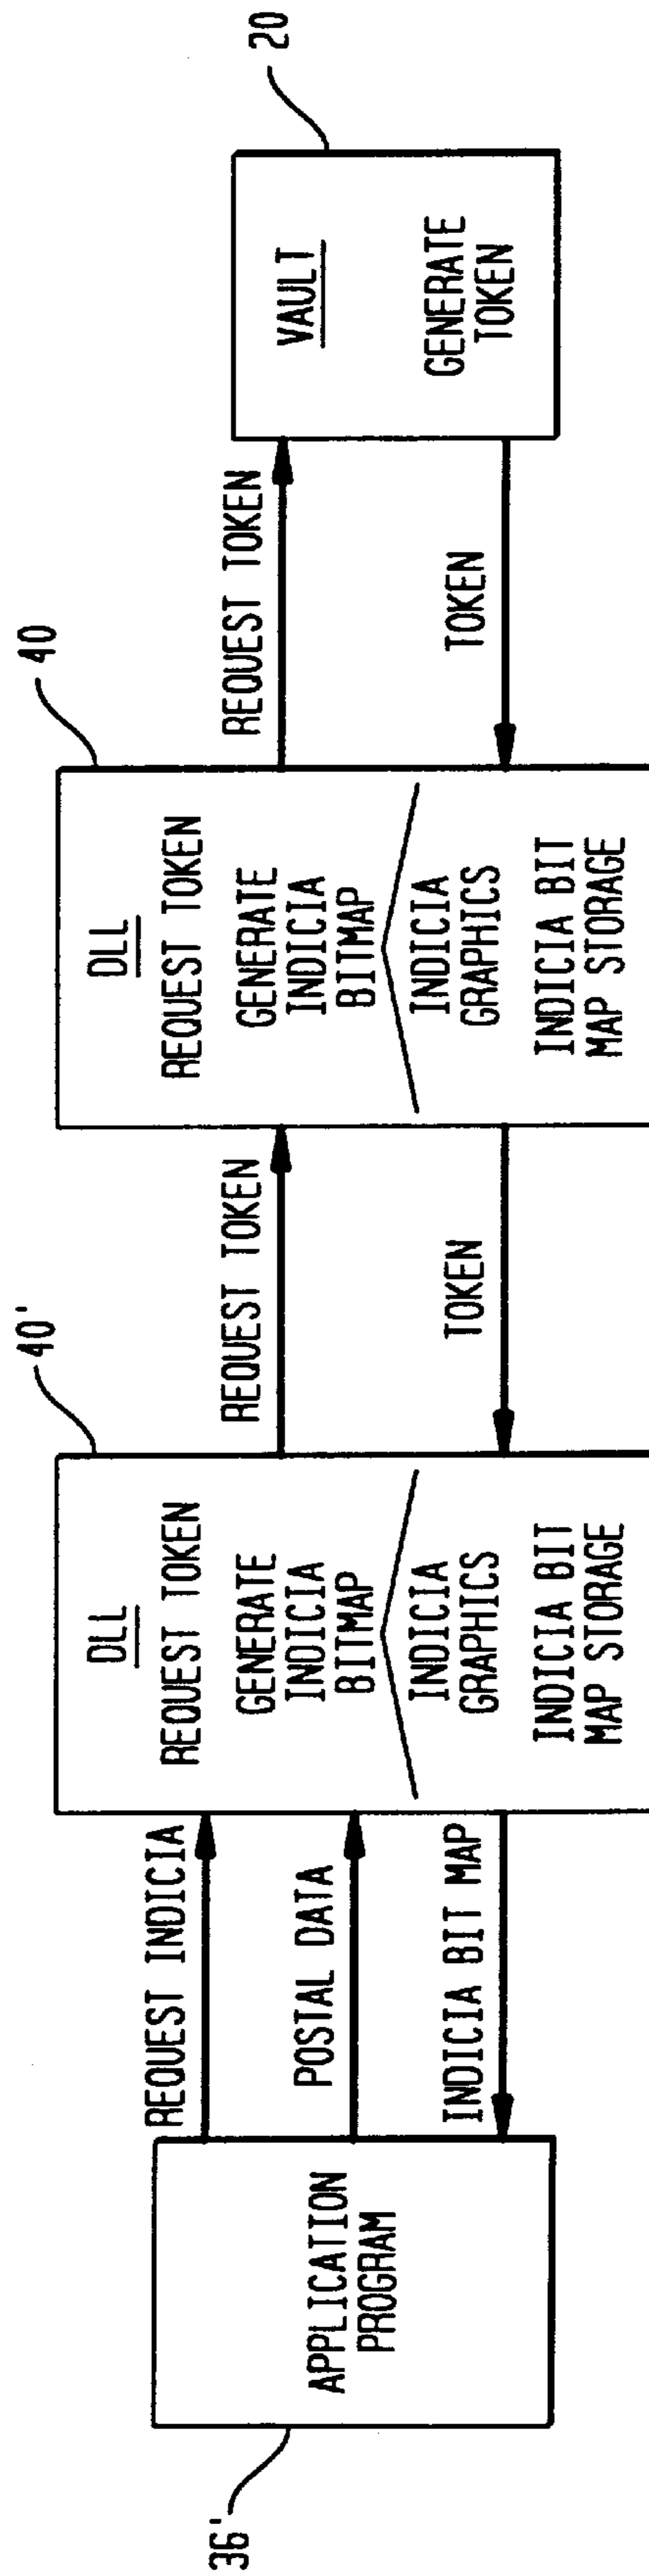 36'
APPLICATION
PROGRAM
REQUEST INDICIA
POSTAL DATA
INDICIA BIT MAP
40'
DLL
REQUEST TOKEN
GENERATE
INDICIA
BITMAP
INDICIA
GRAPHICS
INDICIA BIT
MAP STORAGE
REQUEST TOKEN
TOKEN
40
DLL
REQUEST TOKEN
GENERATE
INDICIA
BITMAP
INDICIA
GRAPHICS
INDICIA BIT
MAP STORAGE
REQUEST TOKEN
TOKEN
20
VAULT
GENERATE
TOKEN